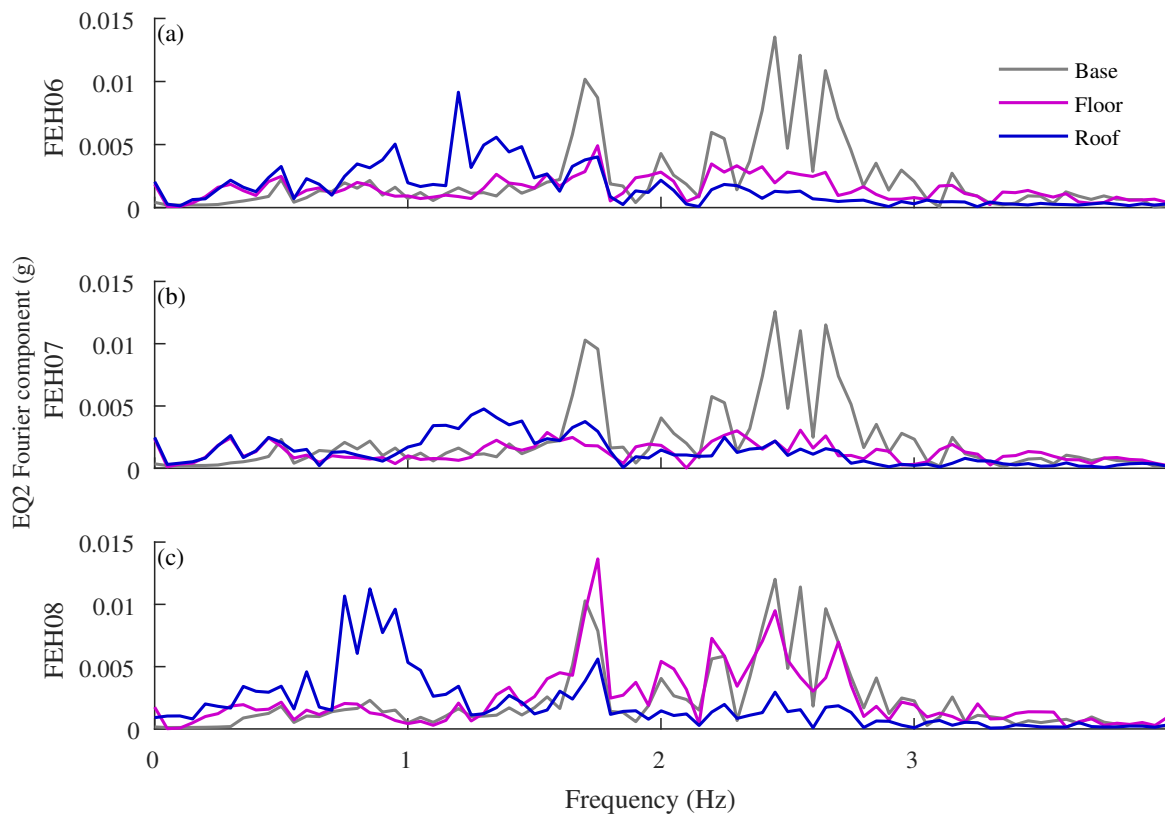 EQ2 Fourier component (g)
FEH06
0.015
0.01
0.005
0
(a)
Base
Floor
Roof
FEH07
0.015
0.01
0.005
0
(b)
FEH08
0.015
0.01
0.005
0
(c)
0 1 2 3
Frequency (Hz)